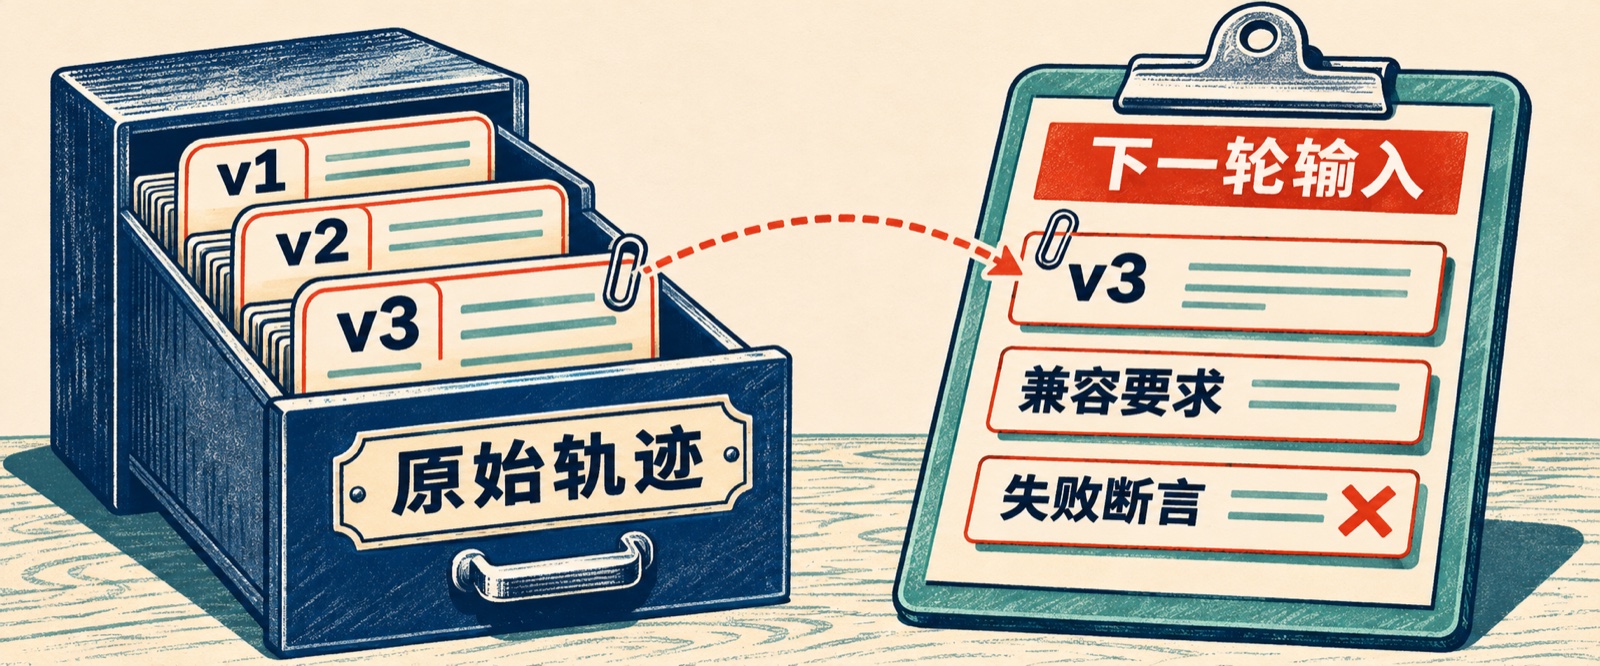 v1
v2
v3
原始轨迹
下一轮输入
v3
兼容要求
失败断言